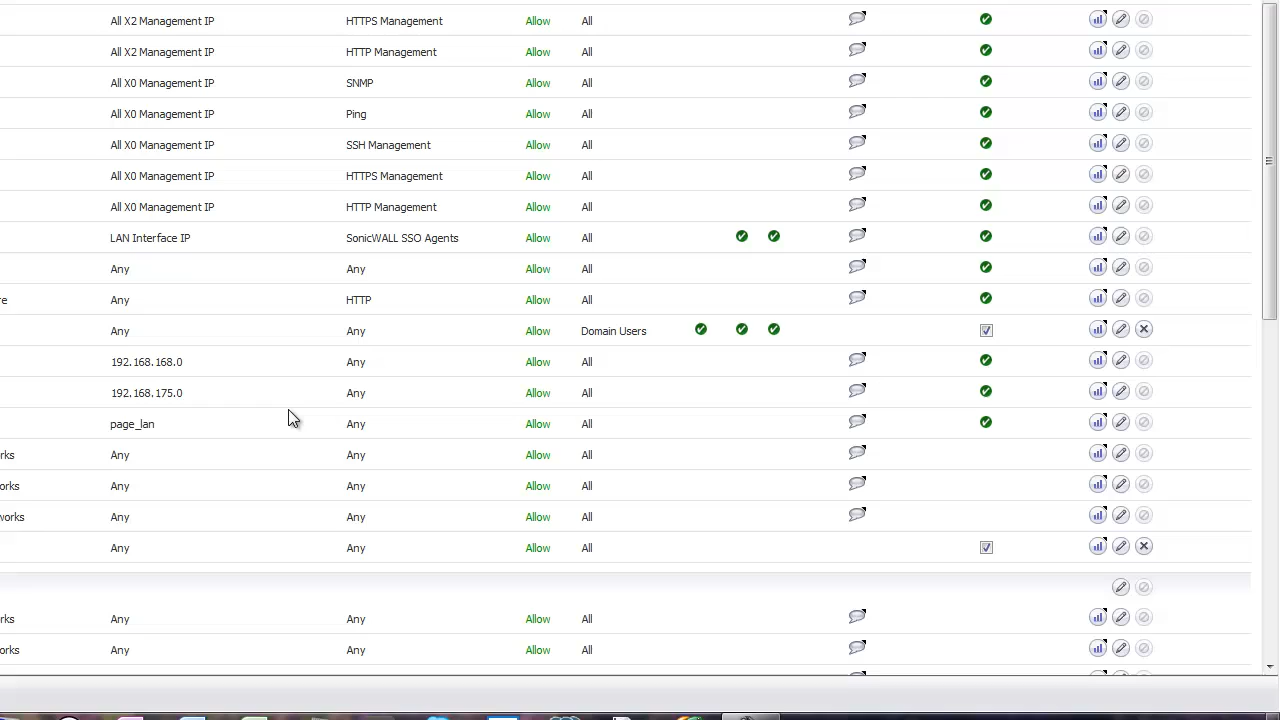 All X2 Management IP HTTPS Management Allow All
All X2 Management IP HTTP Management Allow All
All X0 Management IP SNMP Allow All
All X0 Management IP Ping Allow All
All X0 Management IP SSH Management Allow All
All X0 Management IP HTTPS Management Allow All
All X0 Management IP HTTP Management Allow All
LAN Interface IP SonicWALL SSO Agents Allow All
Any Any Allow All
re Any HTTP Allow All
Any Any Allow Domain Users
192.168.168.0 Any Allow All
192.168.175.0 Any Allow All
page_lan Any Allow All
rks Any Any Allow All
orks Any Any Allow All
works Any Any Allow All
Any Any Allow All
rks Any Any Allow All
orks Any Any Allow All